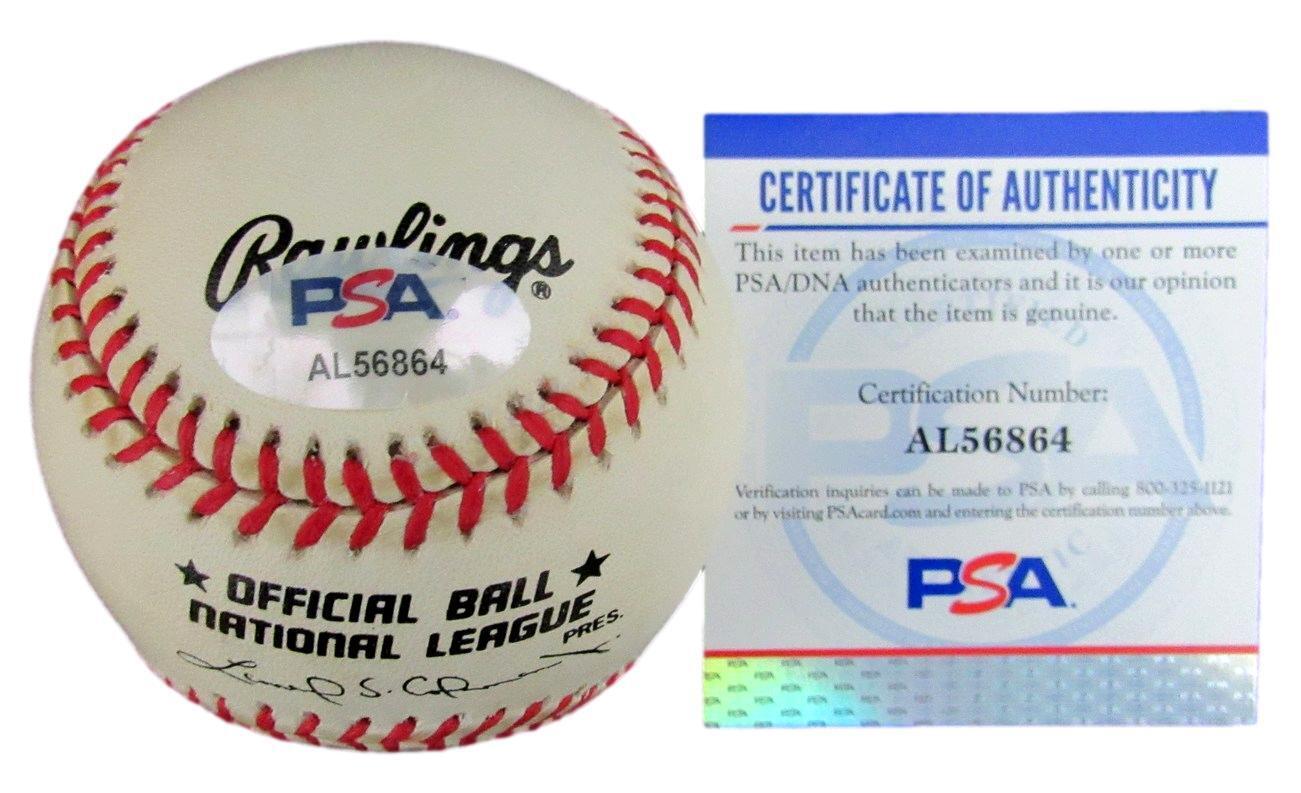 Rawlings
®
PSA.
AL56864
★ OFFICIAL BALL ★
NATIONAL LEAGUE
PRES.
CERTIFICATE OF AUTHENTICITY
This item has been examined by one or more
PSA/DNA authenticators and it is our opinion
that the item is genuine.
Certification Number:
AL56864
Verification inquiries can be made to PSA by calling 800-325-1121
or by visiting PSAcard.com and entering the certification number above.
PSA.